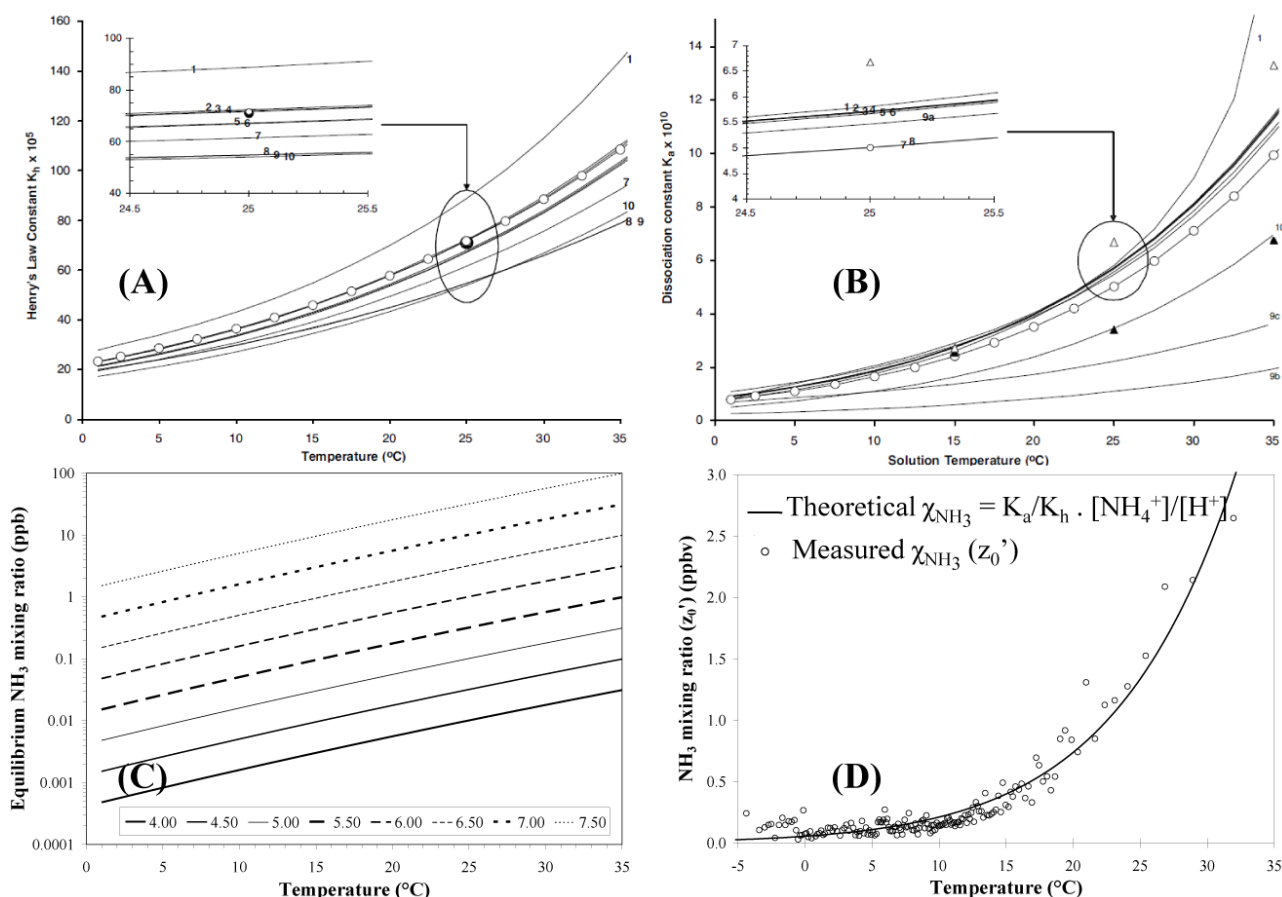 160
140
120
100
80
60
40
20
0
Henry's Law Constant Kₕ x 10⁵
0 5 10 15 20 25 30 35
Temperature (ºC)
100
90
80
70
60
50
40
24.5 25 25.5
1
2 3 4
5 6
7
8 9 10
1
7
10
8 9
(A)
14
12
10
8
6
4
2
0
Dissociation constant Kₐ x 10¹⁰
0 5 10 15 20 25 30 35
Solution Temperature (ºC)
7
6.5
6
5.5
5
4.5
4
24.5 25 25.5
1 2 3 4 5 6
9a
7 8
1
10
9c
9b
(B)
100
10
1
0.1
0.01
0.001
0.0001
Equilibrium NH₃ mixing ratio (ppb)
(C)
4.00 4.50 5.00 5.50 6.00 6.50 7.00 7.50
0 5 10 15 20 25 30 35
Temperature (°C)
3.0
2.5
2.0
1.5
1.0
0.5
0.0
NH₃ mixing ratio (z₀') (ppbv)
Theoretical χNH₃ = Kₐ/Kₕ . [NH₄⁺]/[H⁺]
Measured χNH₃ (z₀')
(D)
-5 0 5 10 15 20 25 30 35
Temperature (°C)